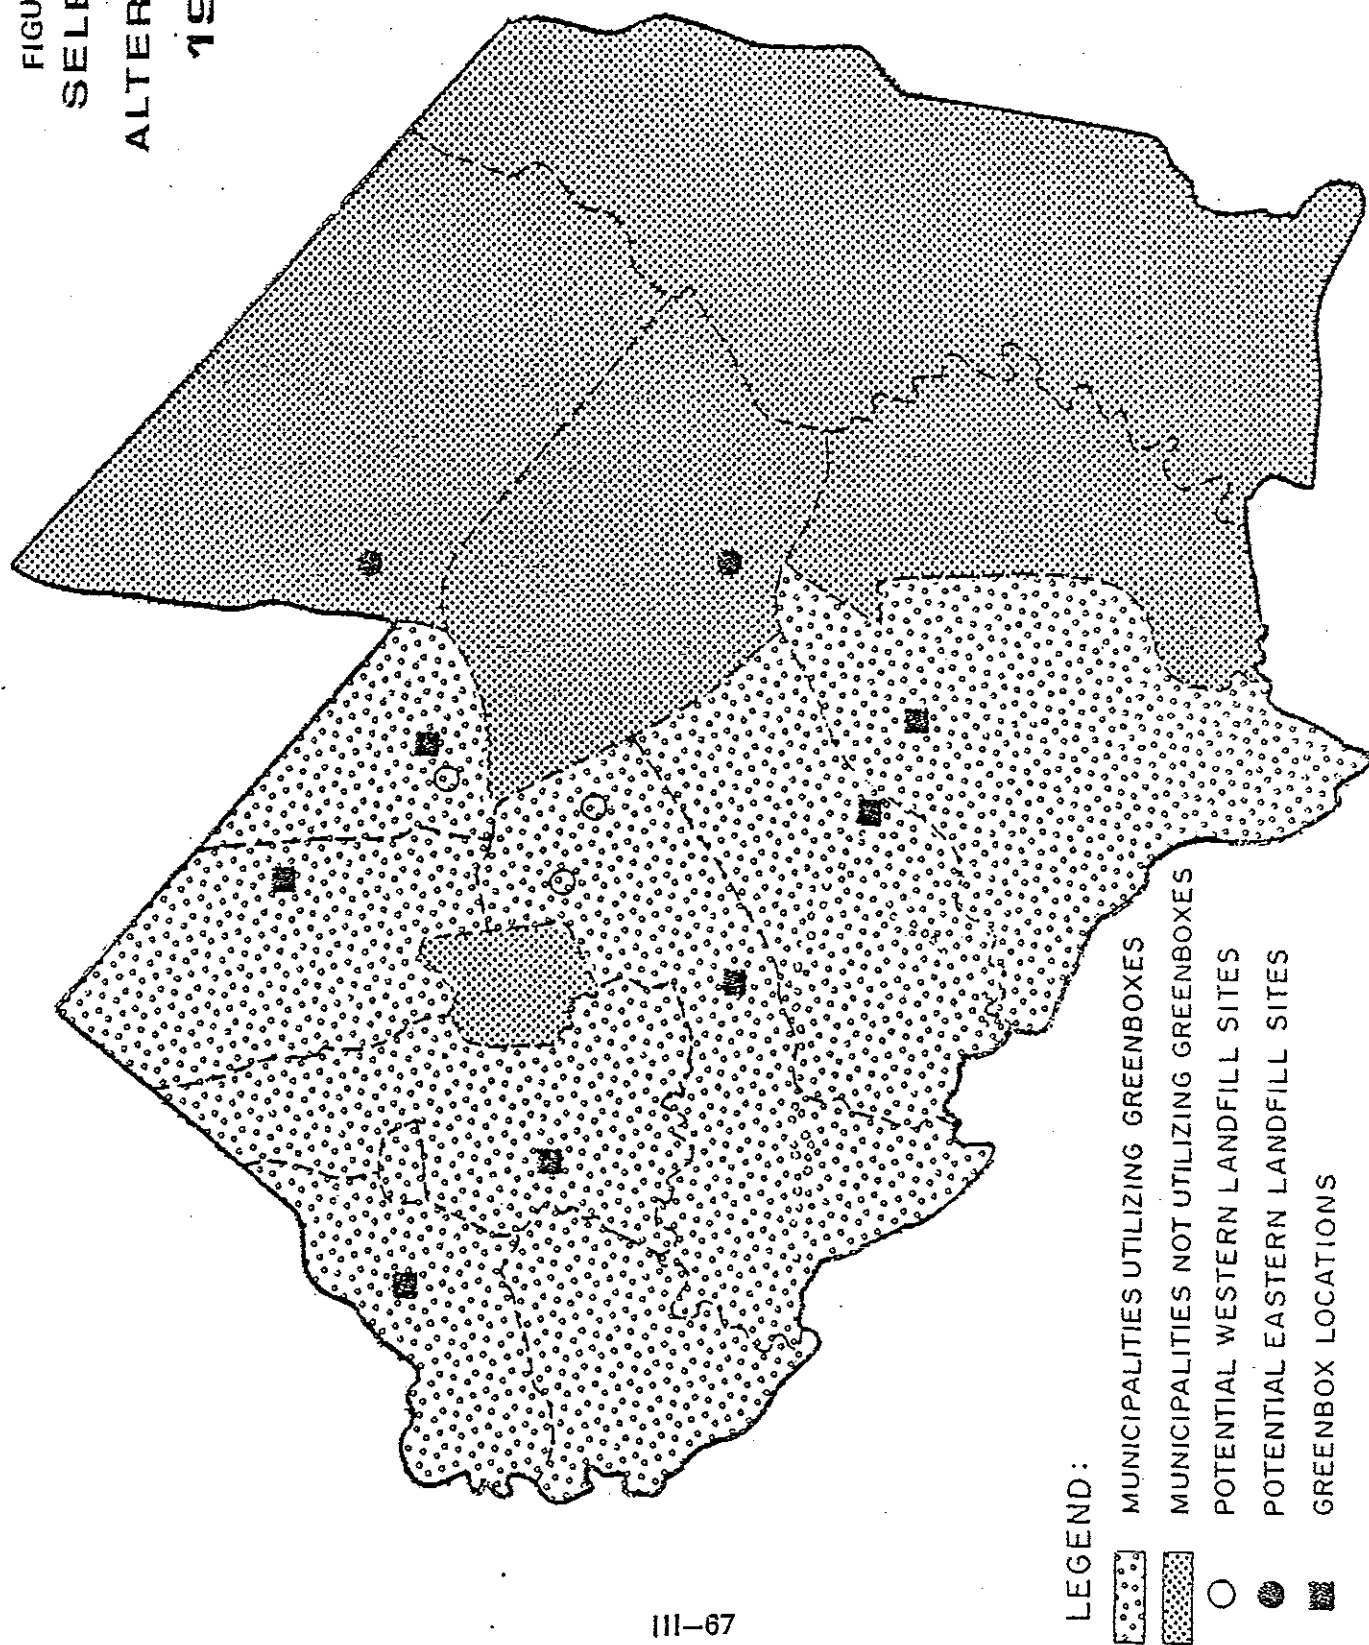 FIGU
SELE
ALTER
19
LEGEND:
MUNICIPALITIES UTILIZING GREENBOXES
MUNICIPALITIES NOT UTILIZING GREENBOXES
POTENTIAL WESTERN LANDFILL SITES
POTENTIAL EASTERN LANDFILL SITES
GREENBOX LOCATIONS
III-67